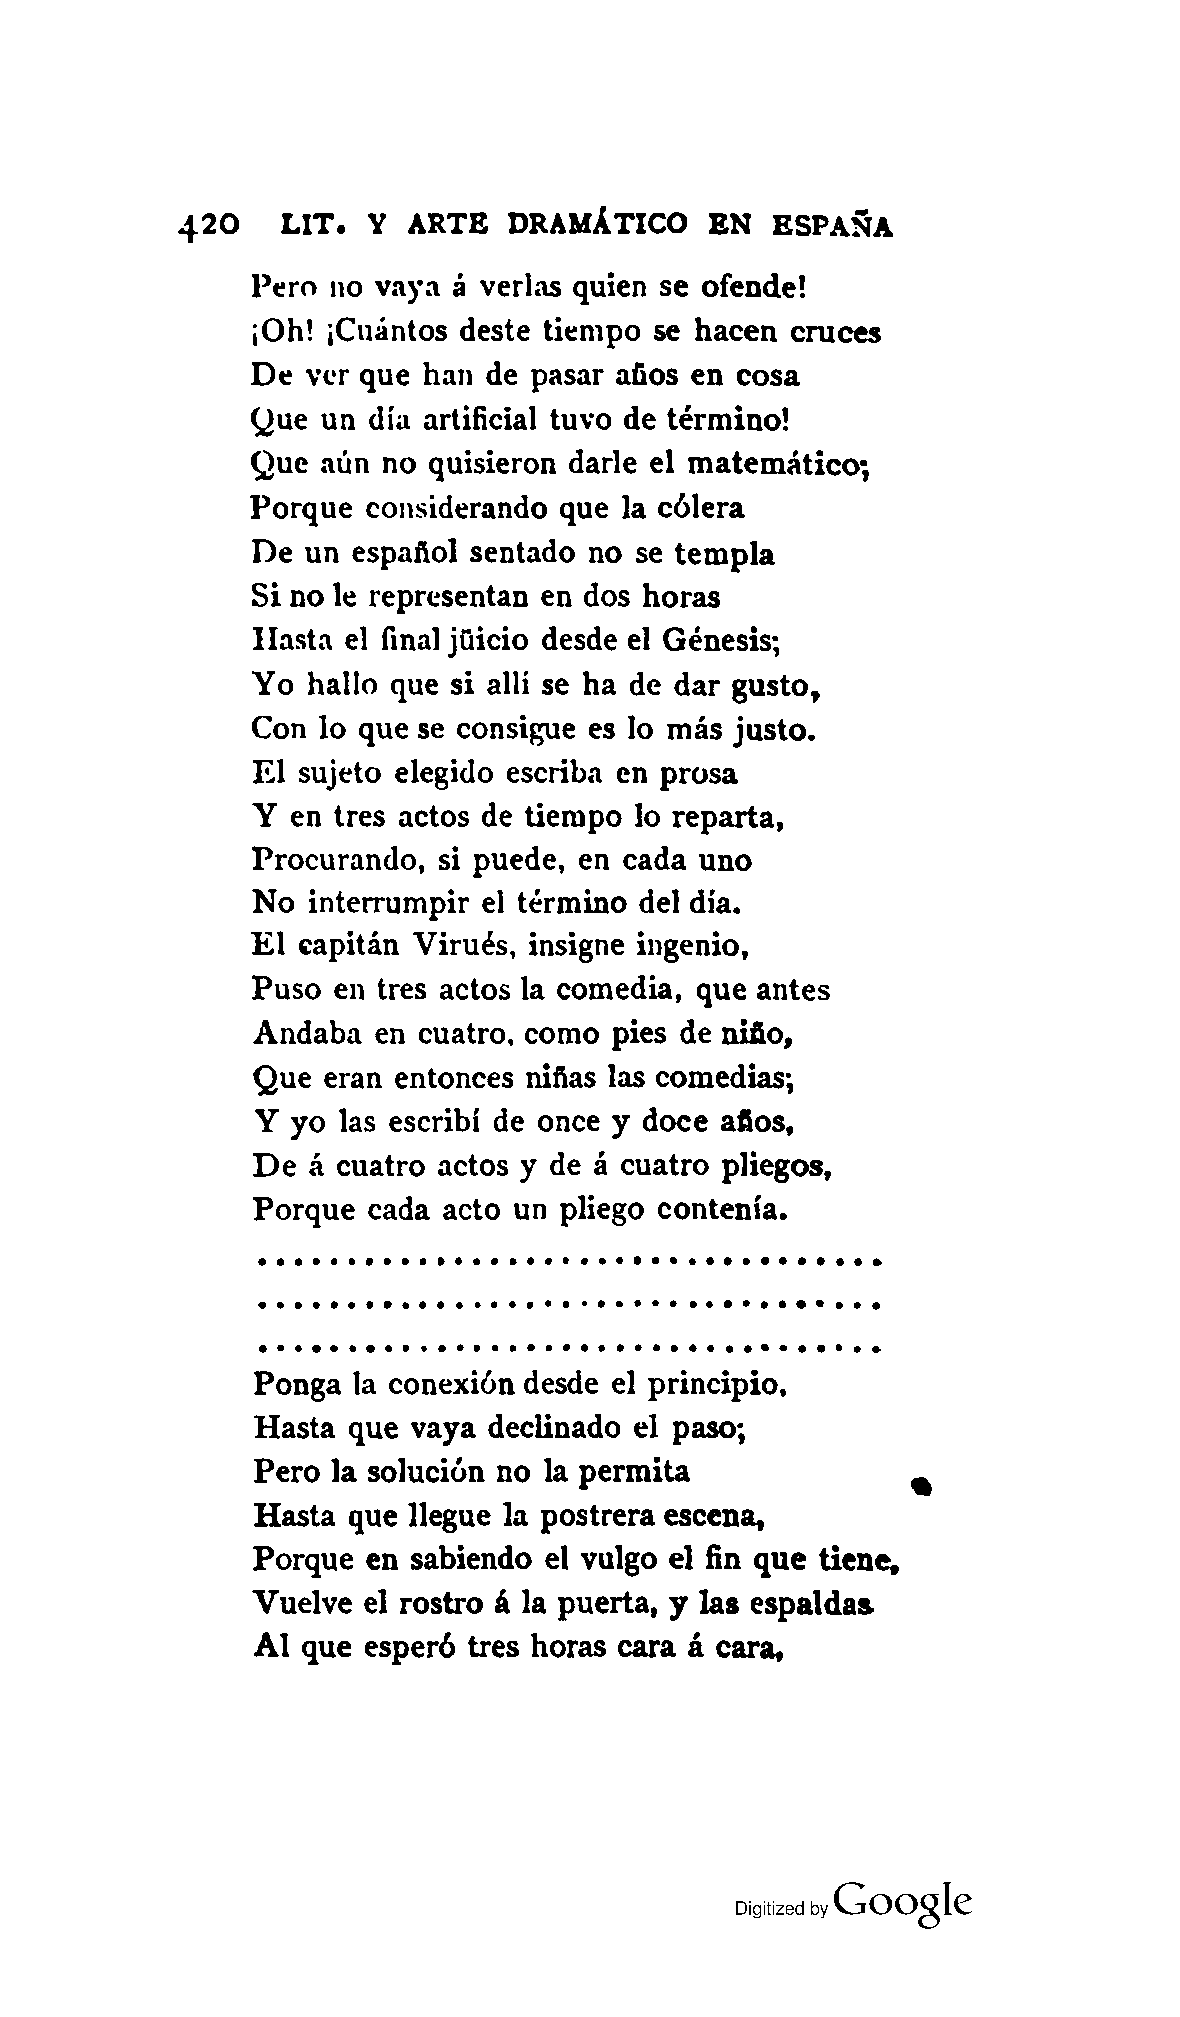 420 LIT. Y ARTE DRAMÁTICO EN ESPAÑA
Pero no vaya á verlas quien se ofende!
¡Oh! ¡Cuántos deste tiempo se hacen cruces
De ver que han de pasar años en cosa
Que un día artificial tuvo de término!
Que aún no quisieron darle el matemático;
Porque considerando que la cólera
De un español sentado no se templa
Si no le representan en dos horas
Hasta el final jüicio desde el Génesis;
Yo hallo que si alli se ha de dar gusto,
Con lo que se consigue es lo más justo.
El sujeto elegido escriba en prosa
Y en tres actos de tiempo lo reparta,
Procurando, si puede, en cada uno
No interrumpir el término del día.
El capitán Virués, insigne ingenio,
Puso en tres actos la comedia, que antes
Andaba en cuatro, como pies de niño,
Que eran entonces niñas las comedias;
Y yo las escribí de once y doce años,
De á cuatro actos y de á cuatro pliegos,
Porque cada acto un pliego contenía.
...................................
...................................
...................................
Ponga la conexión desde el principio,
Hasta que vaya declinado el paso;
Pero la solución no la permita
Hasta que llegue la postrera escena,
Porque en sabiendo el vulgo el fin que tiene,
Vuelve el rostro á la puerta, y las espaldas
Al que esperó tres horas cara á cara,
Digitized by Google